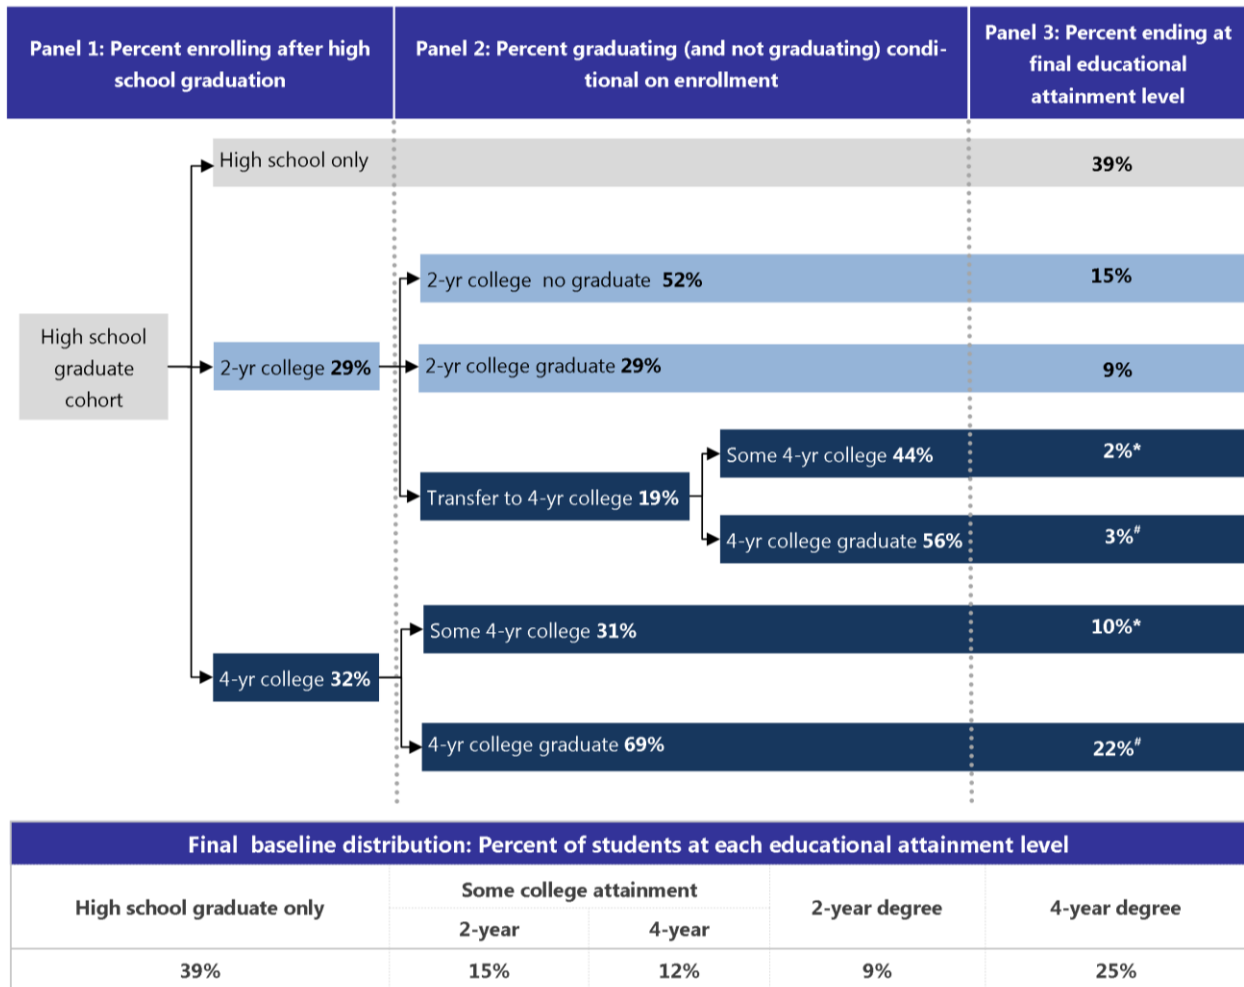 Panel 1: Percent enrolling after high
school graduation
Panel 2: Percent graduating (and not graduating) condi-
tional on enrollment
Panel 3: Percent ending at
final educational
attainment level
High school only
39%
2-yr college no graduate 52%
15%
High school
graduate
cohort
2-yr college 29%
2-yr college graduate 29%
9%
Transfer to 4-yr college 19%
Some 4-yr college 44%
2%*
4-yr college graduate 56%
3%#
4-yr college 32%
Some 4-yr college 31%
10%*
4-yr college graduate 69%
22%#
Final baseline distribution: Percent of students at each educational attainment level
High school graduate only
Some college attainment
2-year
4-year
2-year degree
4-year degree
39%
15%
12%
9%
25%